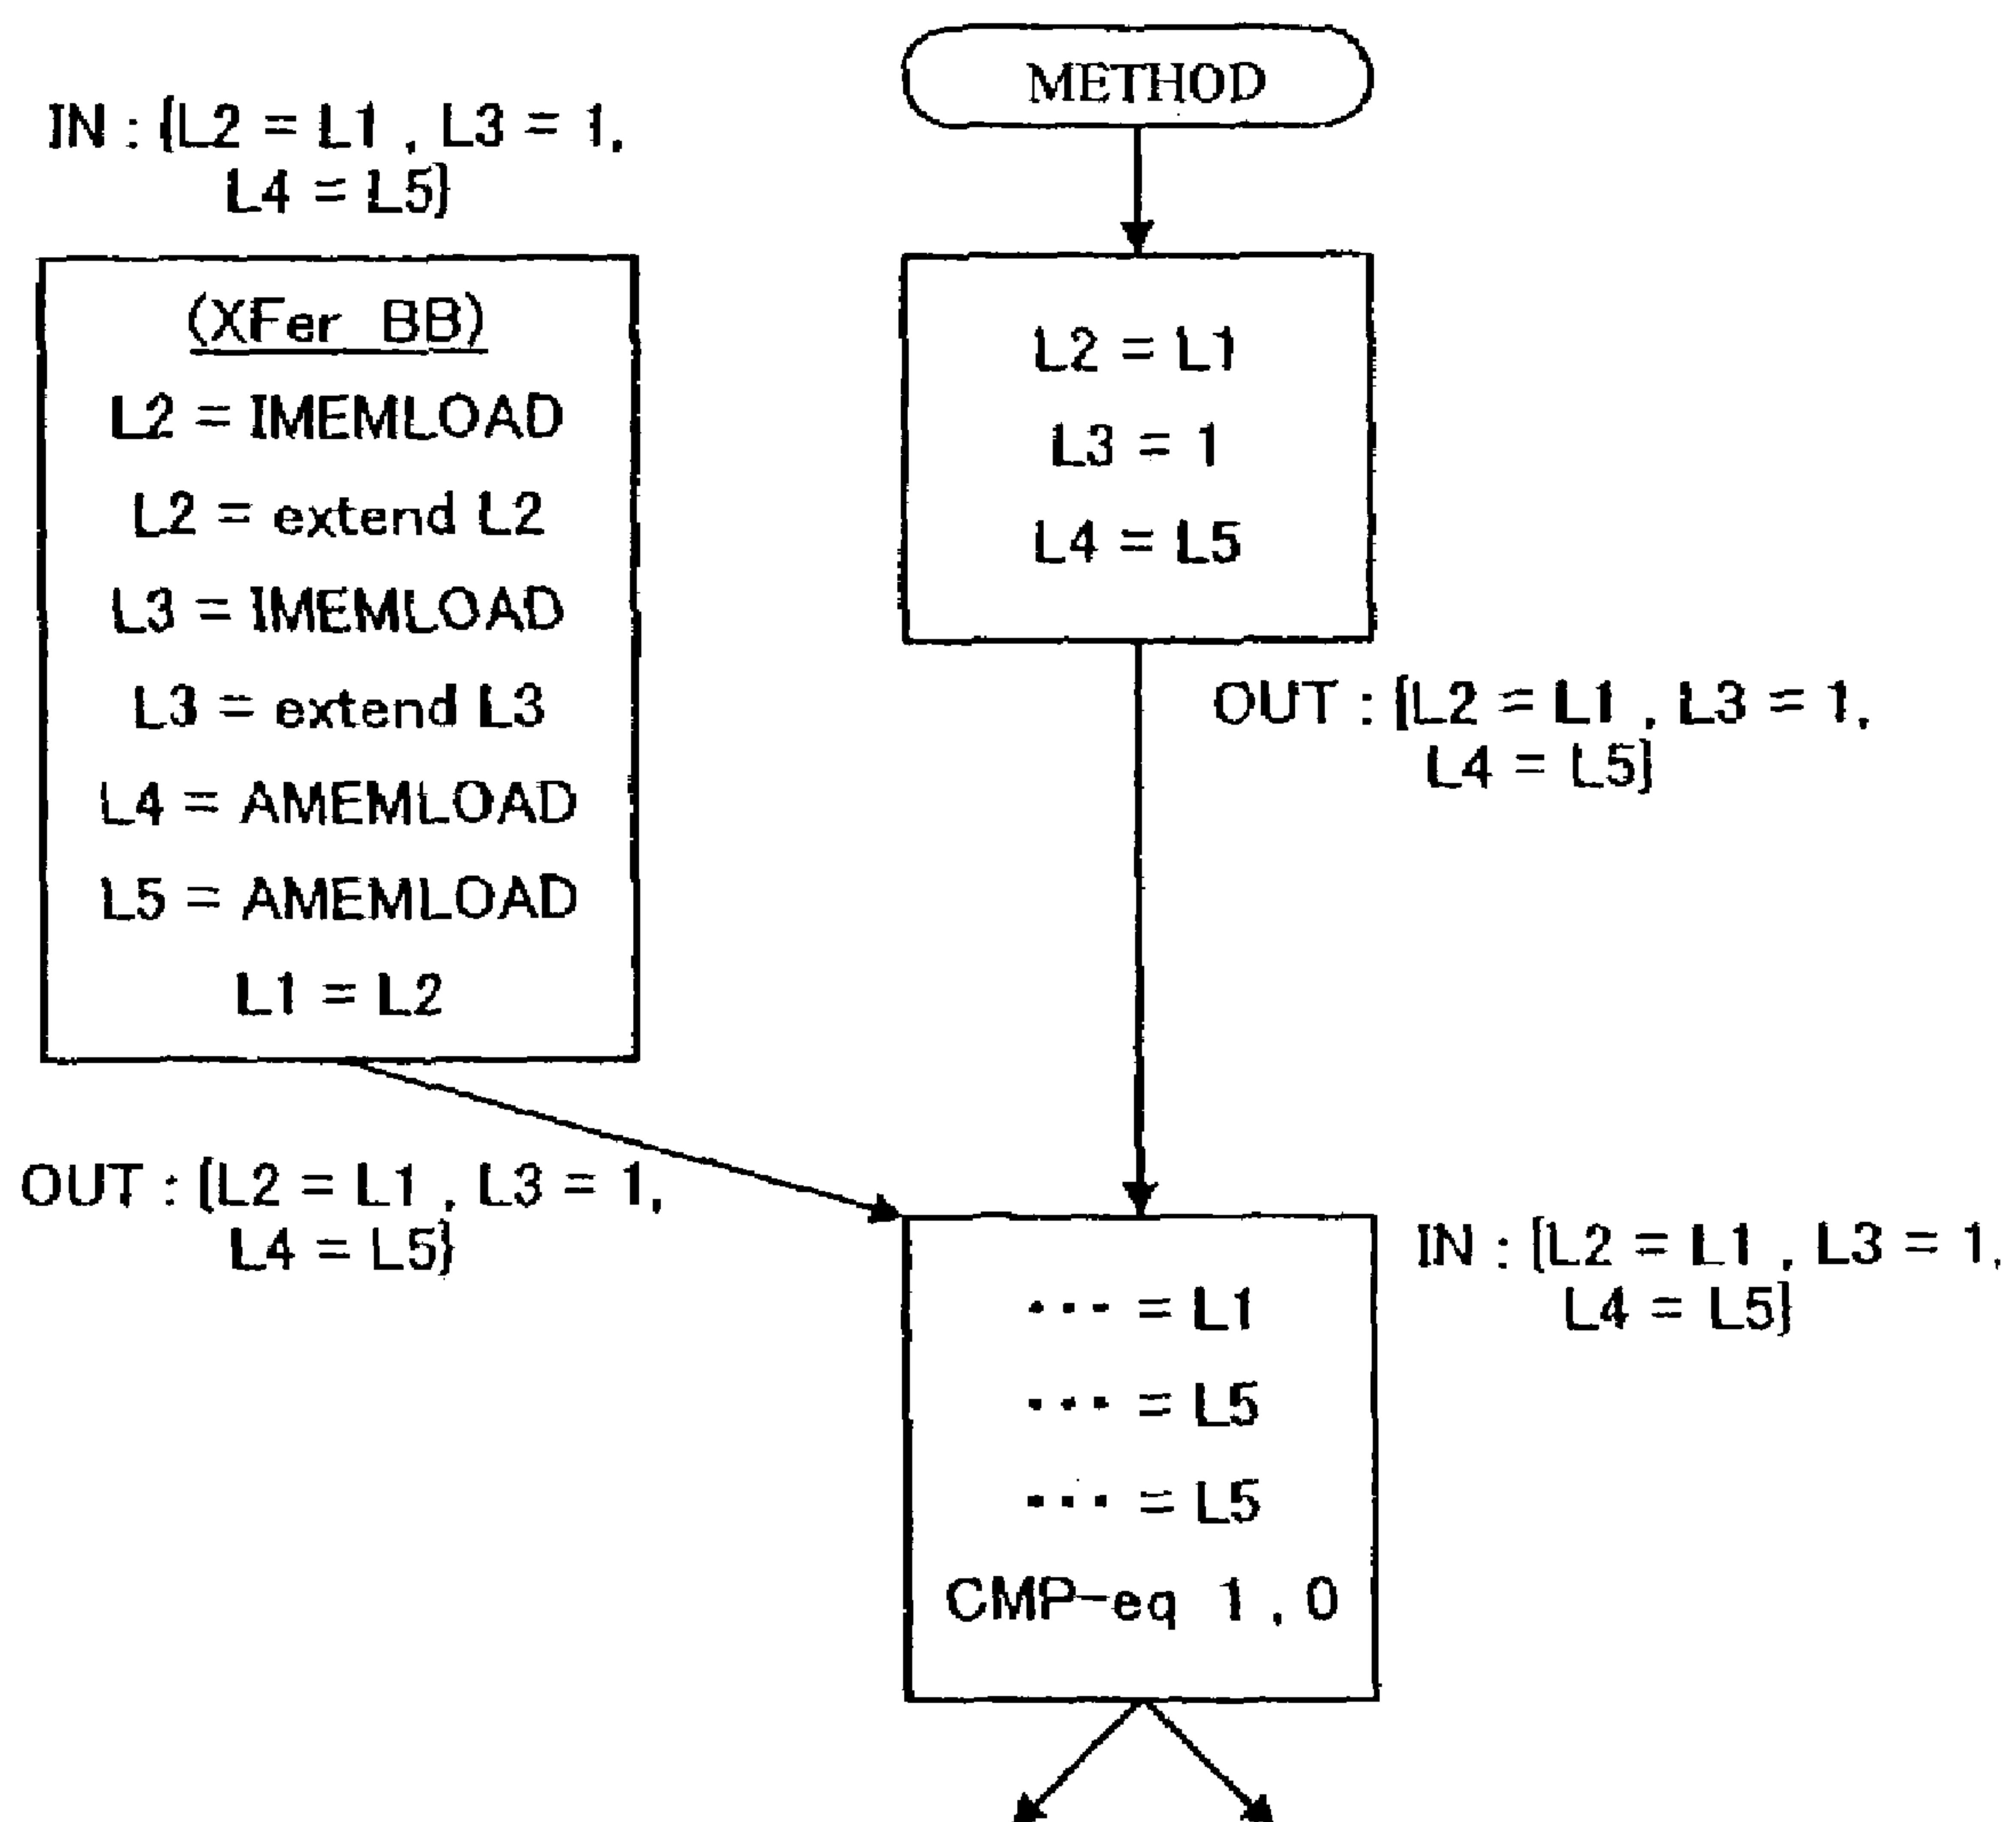 METHOD
IN : {L2 = L1 , L3 = 1,
L4 = L5}
(XFer BB)
L2 = IMEMLOAD
L2 = extend L2
L3 = IMEMLOAD
L3 = extend L3
L4 = AMEMLOAD
L5 = AMEMLOAD
L1 = L2
OUT : {L2 = L1 , L3 = 1,
L4 = L5}
L2 = L1
L3 = 1
L4 = L5
OUT : {L2 = L1 , L3 = 1,
L4 = L5}
IN : {L2 = L1 , L3 = 1,
L4 = L5}
··· = L1
··· = L5
··· = L5
CMP-eq 1 , 0